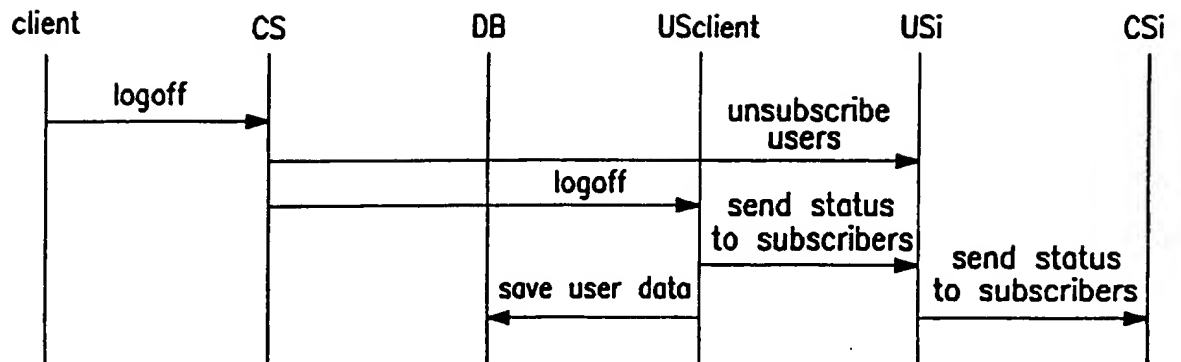 client
CS
DB
USclient
USi
CSi
logoff
unsubscribe
users
logoff
send status
to subscribers
send status
to subscribers
save user data